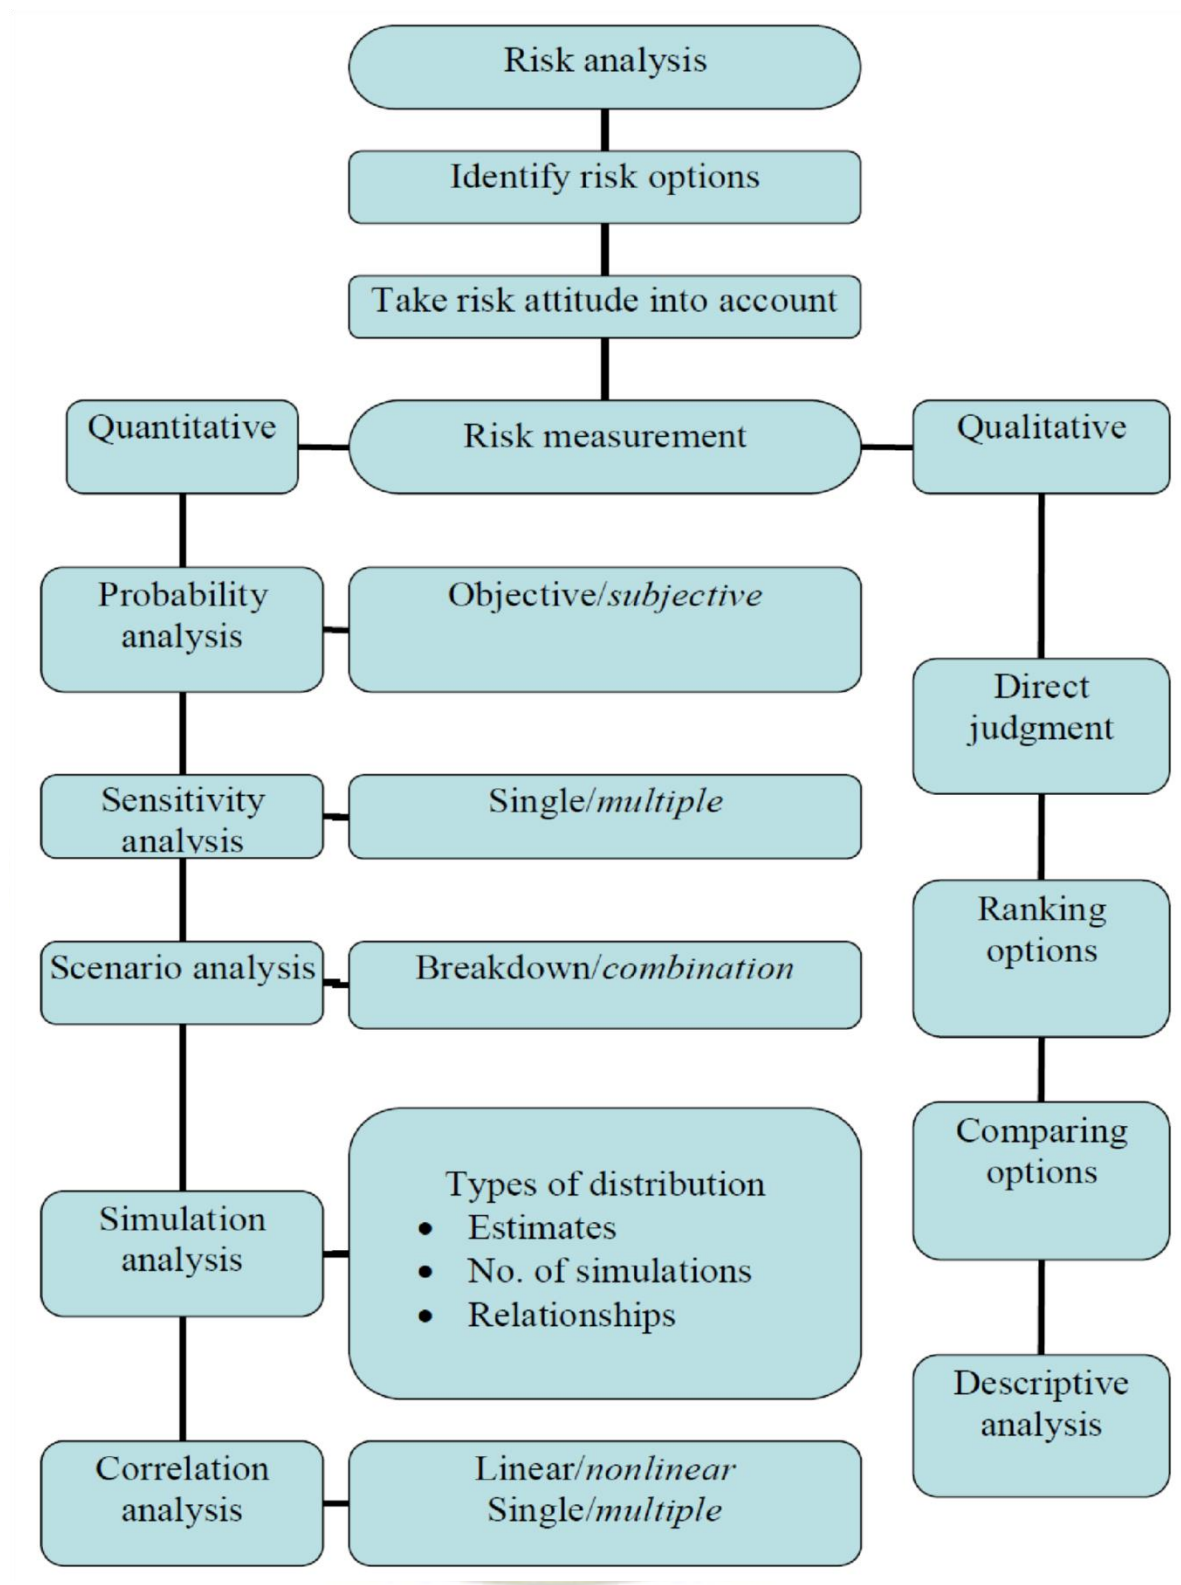 Risk analysis
Identify risk options
Take risk attitude into account
Quantitative
Risk measurement
Qualitative
Probability
analysis
Objective/subjective
Direct
judgment
Sensitivity
analysis
Single/multiple
Ranking
options
Scenario analysis
Breakdown/combination
Comparing
options
Simulation
analysis
Types of distribution
• Estimates
• No. of simulations
• Relationships
Descriptive
analysis
Correlation
analysis
Linear/nonlinear
Single/multiple